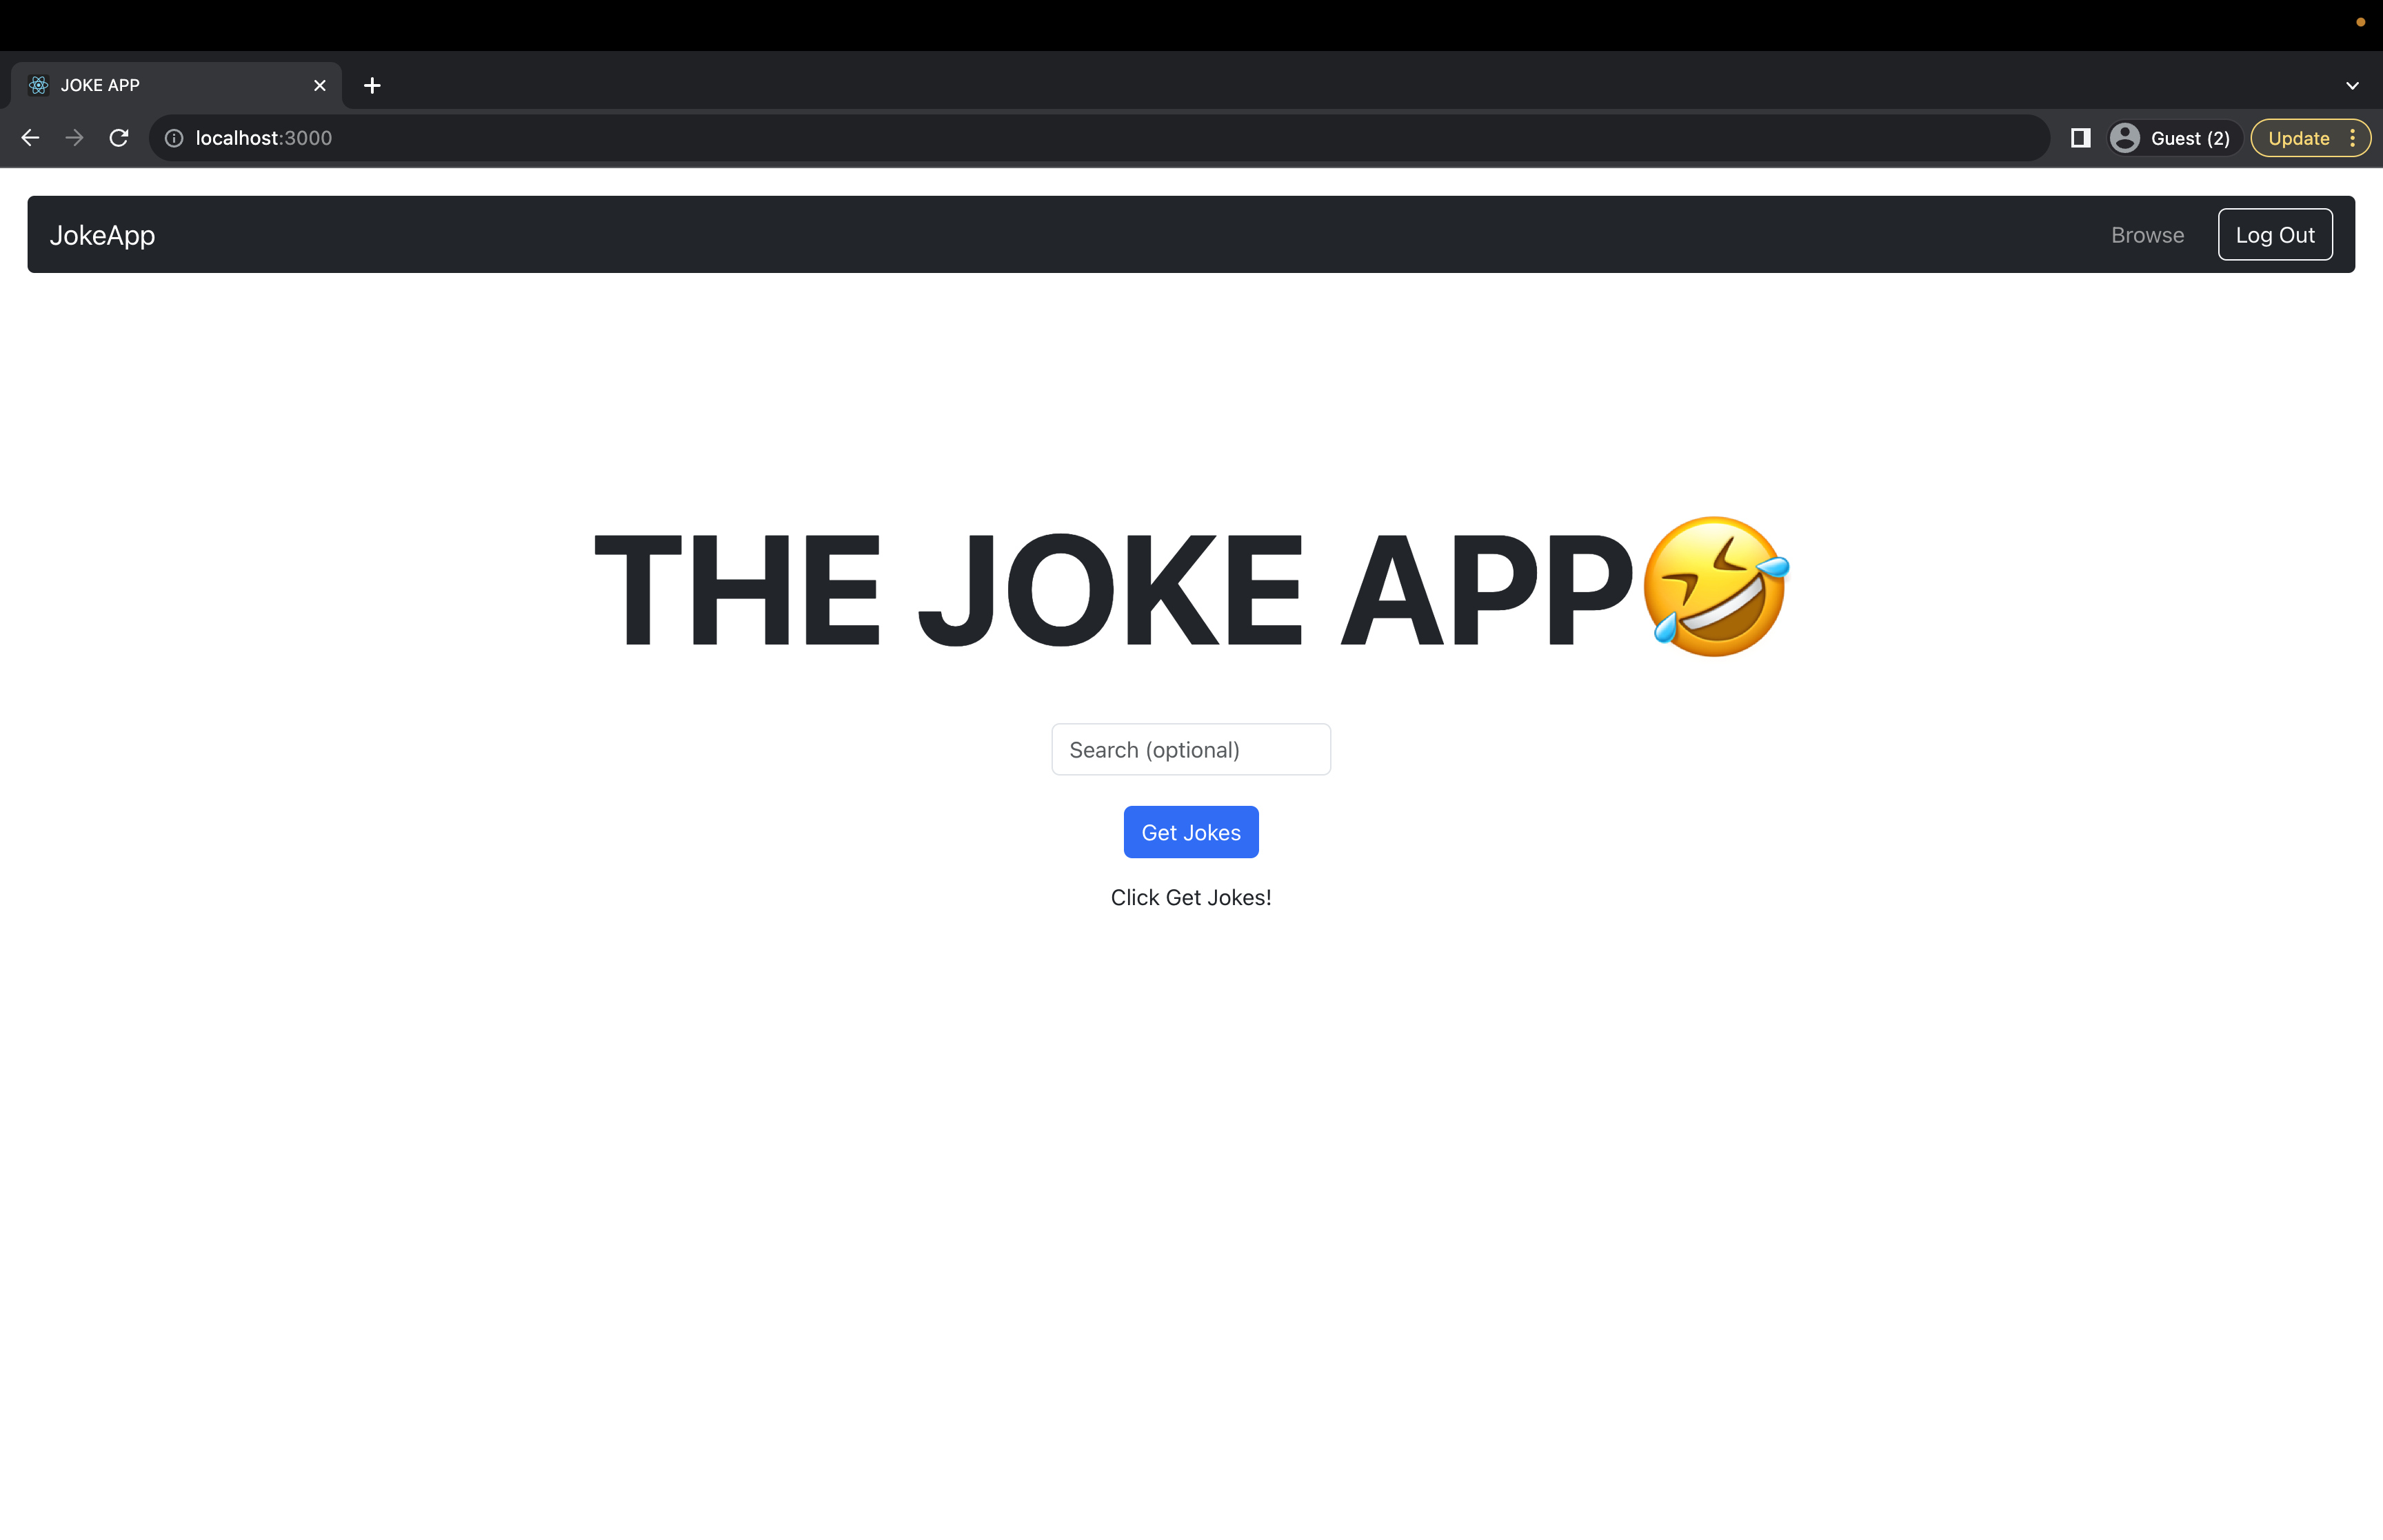 JOKE APP
localhost:3000
Guest (2)
Update
JokeApp
Browse
Log Out
THE JOKE APP🤣
Search (optional)
Get Jokes
Click Get Jokes!